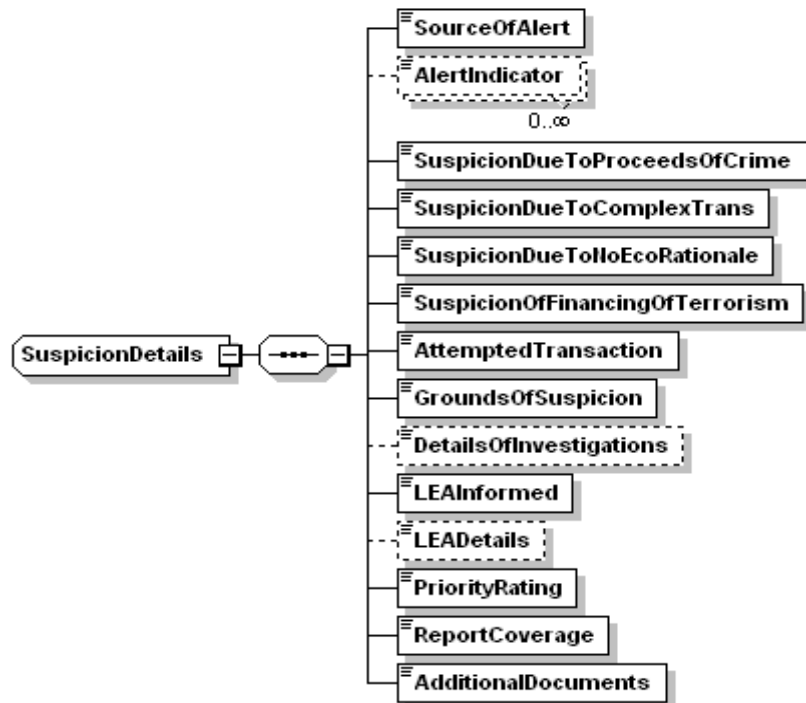 SourceOfAlert
AlertIndicator
0..∞
SuspicionDueToProceedsOfCrime
SuspicionDueToComplexTrans
SuspicionDueToNoEcoRationale
SuspicionOfFinancingOfTerrorism
SuspicionDetails
AttemptedTransaction
GroundsOfSuspicion
DetailsOfInvestigations
LEAInformed
LEADetails
PriorityRating
ReportCoverage
AdditionalDocuments